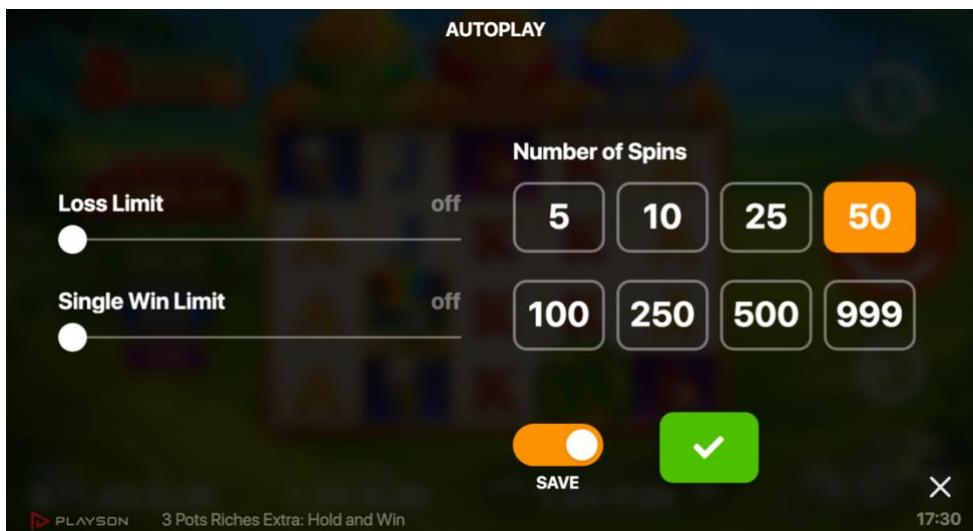 AUTOPLAY
Loss Limit off
Single Win Limit off
Number of Spins
5 10 25 50
100 250 500 999
SAVE
PLAYSON 3 Pots Riches Extra: Hold and Win 17:30